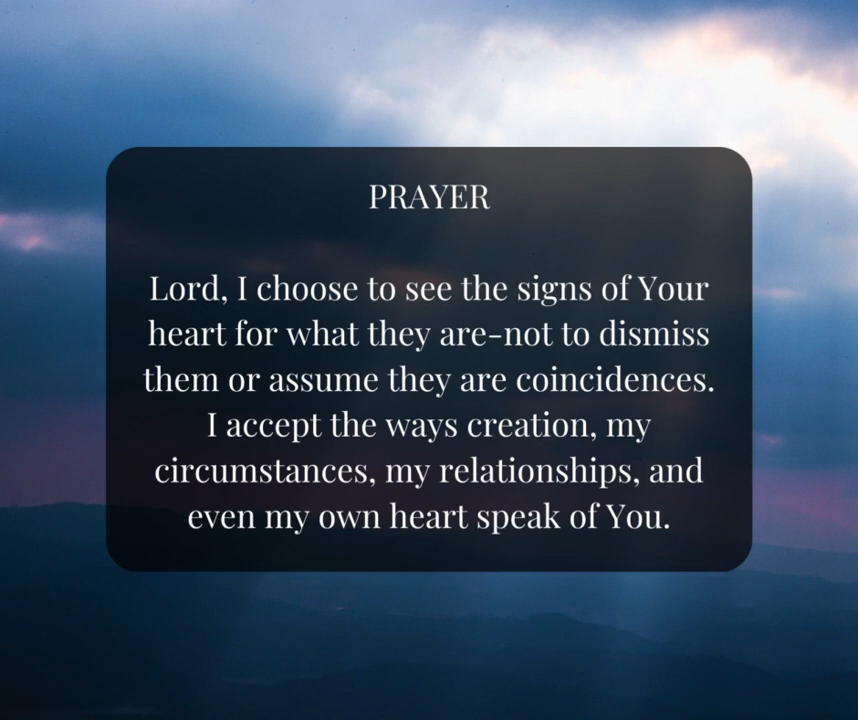 PRAYER
Lord, I choose to see the signs of Your
heart for what they are-not to dismiss
them or assume they are coincidences.
I accept the ways creation, my
circumstances, my relationships, and
even my own heart speak of You.